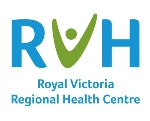 RVH
Royal Victoria
Regional Health Centre